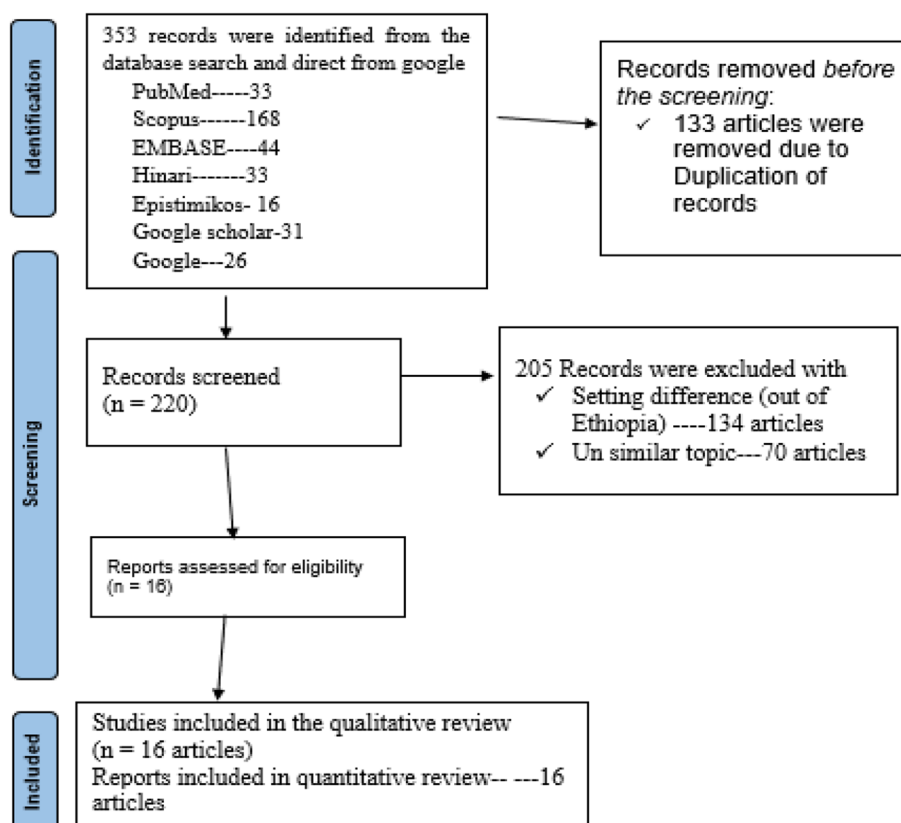 Identification
353 records were identified from the
database search and direct from google
PubMed-----33
Scopus------168
EMBASE----44
Hinari-------33
Epistimikos- 16
Google scholar-31
Google---26
Records removed before
the screening:
✓ 133 articles were
removed due to
Duplication of
records
Screening
Records screened
(n = 220)
205 Records were excluded with
✓ Setting difference (out of
Ethiopia) ----134 articles
✓ Un similar topic---70 articles
Reports assessed for eligibility
(n = 16)
Included
Studies included in the qualitative review
(n = 16 articles)
Reports included in quantitative review-- ---16
articles